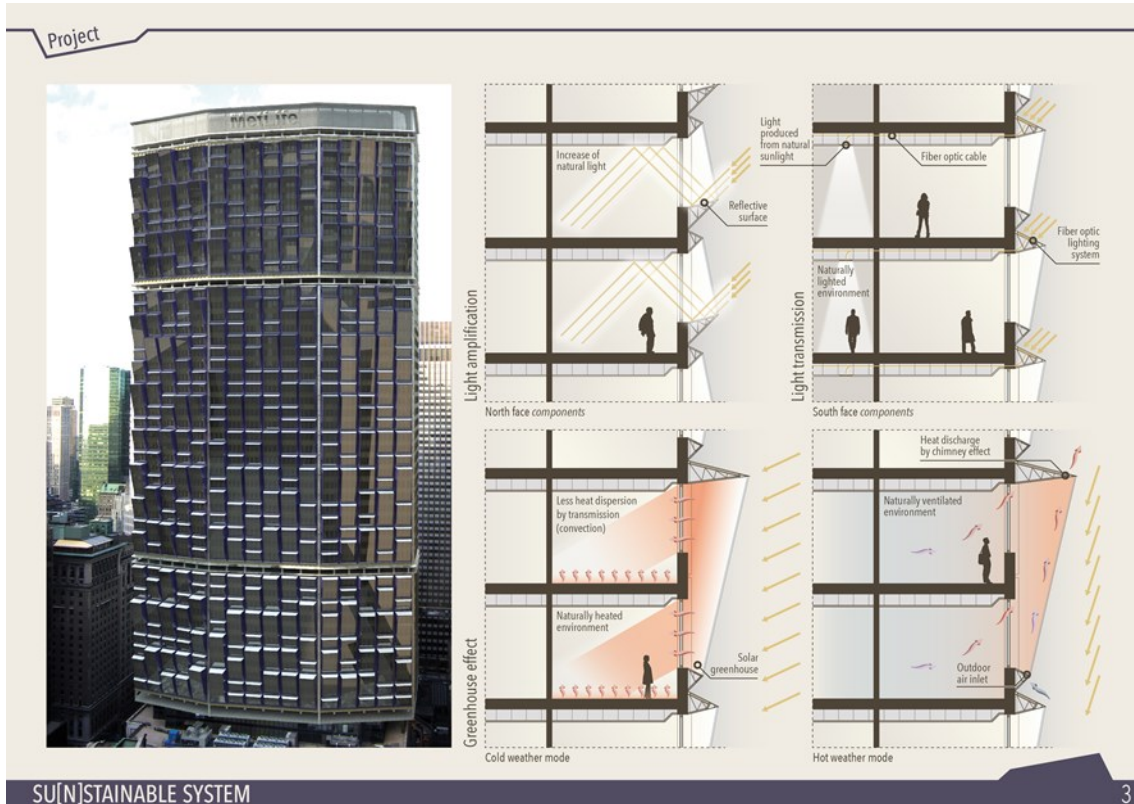 Project
MetLife
Light amplification
Increase of
natural light
Reflective
surface
North face components
Light transmission
Light
produced
from natural
sunlight
Fiber optic cable
Fiber optic
lighting
system
Naturally
lighted
environment
South face components
Greenhouse effect
Less heat dispersion
by transmission
(convection)
Naturally heated
environment
Solar
greenhouse
Cold weather mode
Heat discharge
by chimney effect
Naturally ventilated
environment
Outdoor
air inlet
Hot weather mode
SU[N]STAINABLE SYSTEM
3